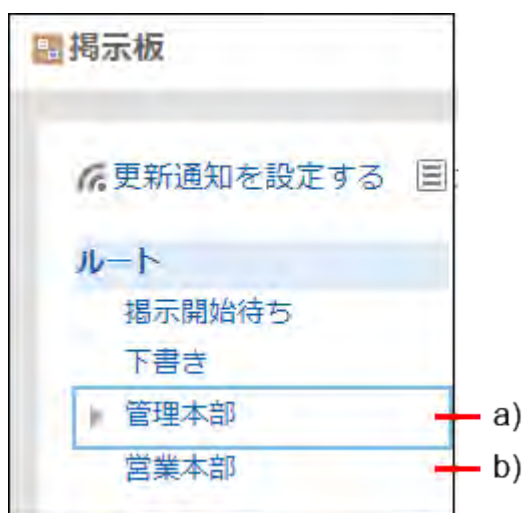 掲示板
更新通知を設定する
ルート
掲示開始待ち
下書き
管理本部
a)
営業本部
b)